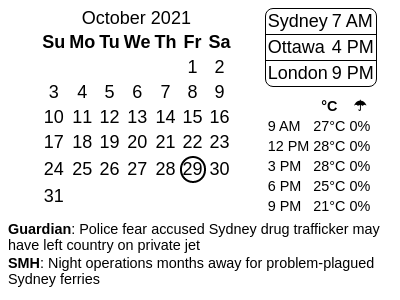 October 2021
Su Mo Tu We Th Fr Sa
1 2
3 4 5 6 7 8 9
10 11 12 13 14 15 16
17 18 19 20 21 22 23
24 25 26 27 28 29 30
31
Sydney 7 AM
Ottawa 4 PM
London 9 PM
°C ☂
9 AM 27°C 0%
12 PM 28°C 0%
3 PM 28°C 0%
6 PM 25°C 0%
9 PM 21°C 0%
Guardian: Police fear accused Sydney drug trafficker may
have left country on private jet
SMH: Night operations months away for problem-plagued
Sydney ferries